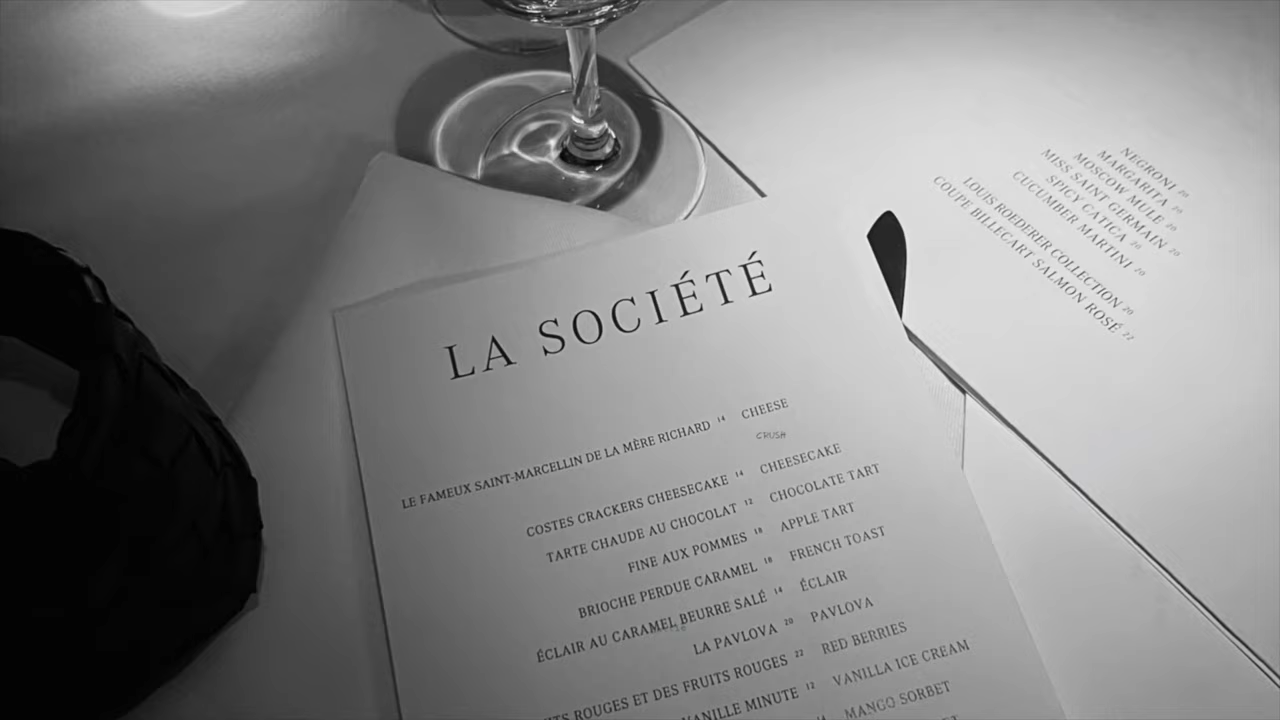 LA SOCIÉTÉ
LE FAMEUX SAINT-MARCELLIN DE LA MÈRE RICHARD 14 CHEESE
CRUSH
COSTES CRACKERS CHEESECAKE 14 CHEESECAKE
TARTE CHAUDE AU CHOCOLAT 12 CHOCOLATE TART
FINE AUX POMMES 18 APPLE TART
BRIOCHE PERDUE CARAMEL 18 FRENCH TOAST
ÉCLAIR AU CARAMEL BEURRE SALÉ 14 ÉCLAIR
LA PAVLOVA 20 PAVLOVA
ROUGES ET DES FRUITS ROUGES 22 RED BERRIES
VANILLE MINUTE 12 VANILLA ICE CREAM
MANGO SORBET
NEGRONI 20
MARGARITA 20
MOSCOW MULE 20
MISS SAINT GERMAIN 20
SPICY CATICA 20
CUCUMBER MARTINI 20
LOUIS ROEDERER COLLECTION 20
COUPE BILLECART SALMON ROSÉ 22